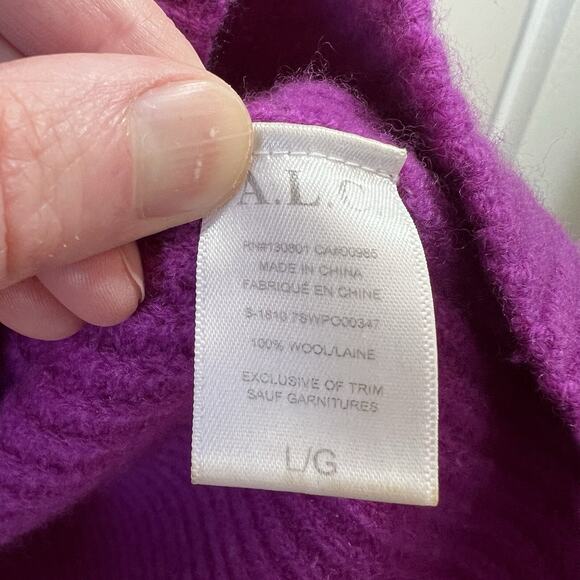 A.L.C.
RN#130801 CA#00985
MADE IN CHINA
FABRIQUÉ EN CHINE
S-1810 7SWPO00347
100% WOOL/LAINE
EXCLUSIVE OF TRIM
SAUF GARNITURES
L/G